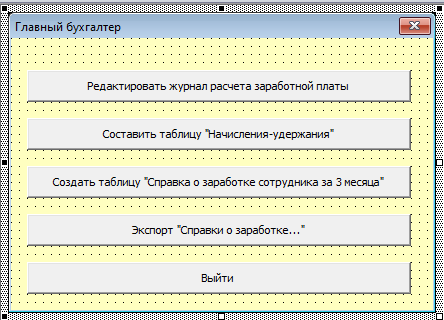 Главный бухгалтер
Редактировать журнал расчета заработной платы
Составить таблицу "Начисления-удержания"
Создать таблицу "Справка о заработке сотрудника за 3 месяца"
Экспорт "Справки о заработке..."
Выйти